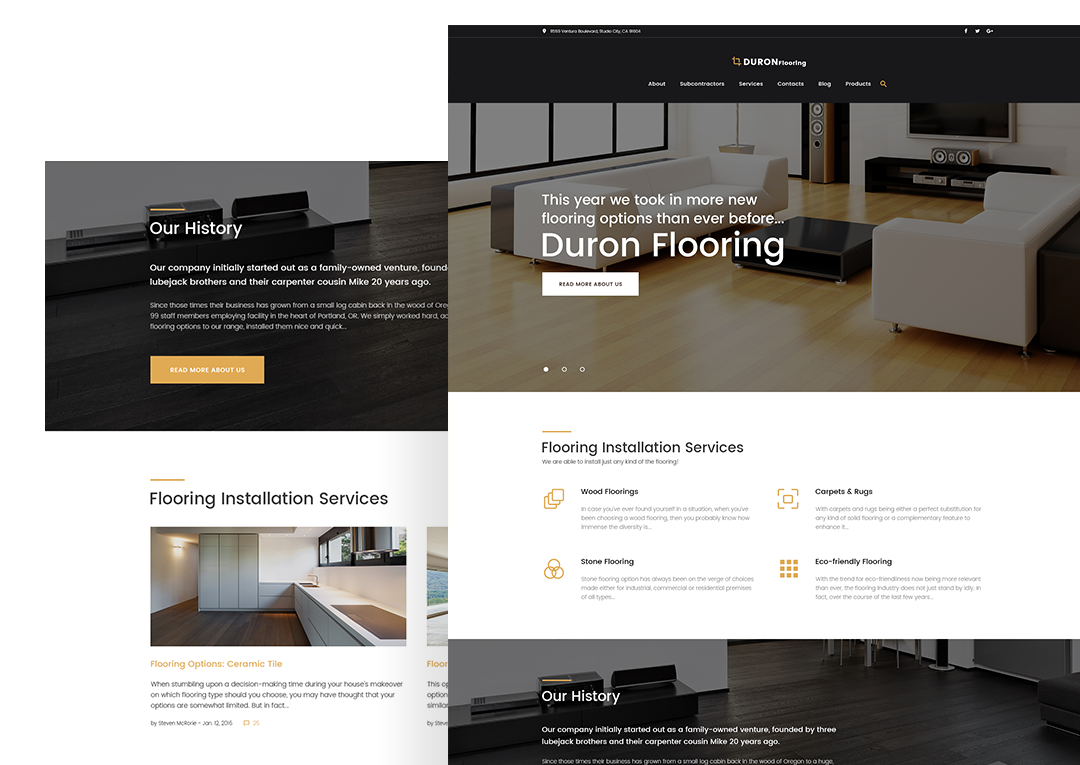 8599 Ventura Boulevard, Studio City, CA 91604
DURON Flooring
About Subcontractors Services Contacts Blog Products
This year we took in more new
flooring options than ever before...
Duron Flooring
READ MORE ABOUT US
Flooring Installation Services
We are able to install just any kind of the flooring!
Wood Floorings
In case you've ever found yourself in a situation, when you've
been choosing a wood flooring, then you probably know how
immense the diversity is...
Carpets & Rugs
With carpets and rugs being either a perfect substitution for
any kind of solid flooring or a complementary feature to
enhance it...
Stone Flooring
Stone flooring option has always been on the verge of choices
made either for industrial, commercial or residential premises
of all types...
Eco-friendly Flooring
With the trend for eco-friendliness now being more relevant
than ever, the flooring industry does not just stand by idly. In
fact, over the course of the last few years...
Our History
Our company initially started out as a family-owned venture, founded by three
lubejack brothers and their carpenter cousin Mike 20 years ago.
Since those times their business has grown from a small log cabin back in the wood of Oregon to a huge,
Our History
Our company initially started out as a family-owned venture, found
lubejack brothers and their carpenter cousin Mike 20 years ago.
Since those times their business has grown from a small log cabin back in the wood of Ore
99 staff members employing facility in the heart of Portland, OR. We simply worked hard, ac
flooring options to our range, installed them nice and quick...
READ MORE ABOUT US
Flooring Installation Services
Flooring Options: Ceramic Tile
When stumbling upon a decision-making time during your house's makeover
on which flooring type should you choose, you may have thought that your
options are somewhat limited. But in fact...
by Steven McRorie - Jan. 12, 2016 25
Floor
This op
option
similar
by Steve